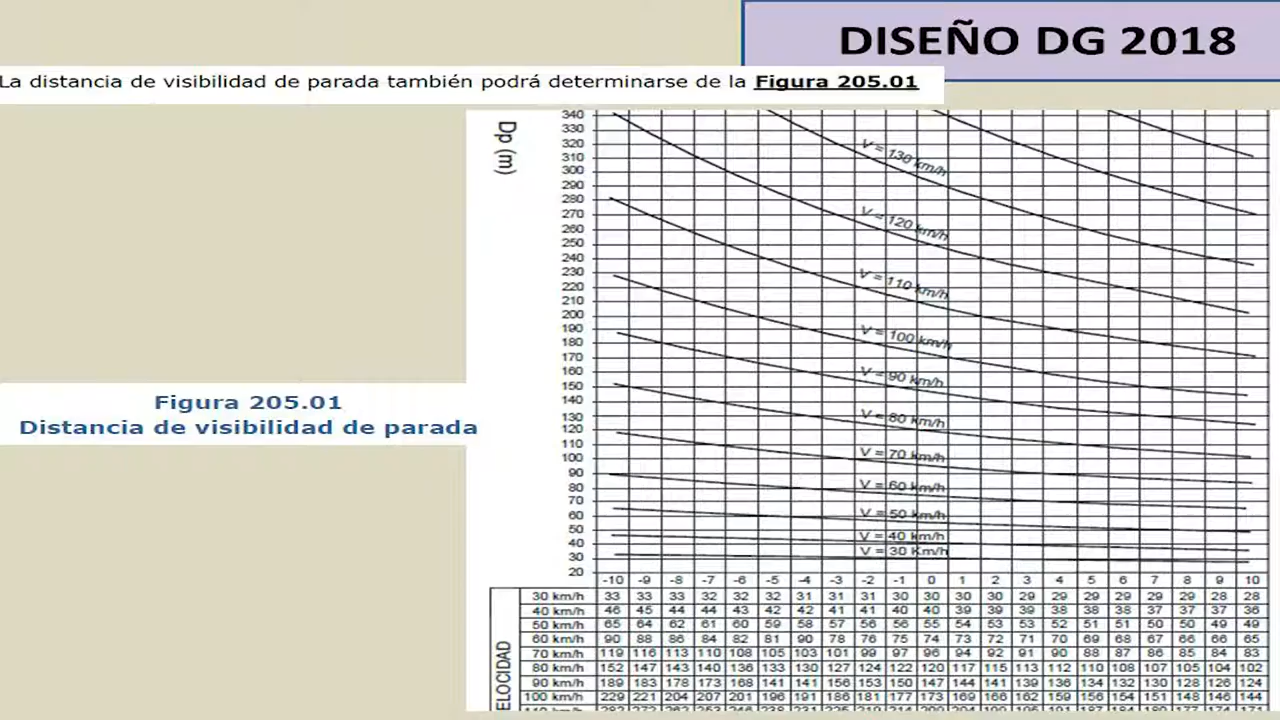 DISEÑO DG 2018
La distancia de visibilidad de parada también podrá determinarse de la Figura 205.01
Figura 205.01
Distancia de visibilidad de parada
Dp (m)
340
330
320
310
300
290
280
270
260
250
240
230
220
210
200
190
180
170
160
150
140
130
120
110
100
90
80
70
60
50
40
30
20
V = 130 km/h
V = 120 km/h
V = 110 km/h
V = 100 km/h
V = 90 km/h
V = 80 km/h
V = 70 km/h
V = 60 km/h
V = 50 km/h
V = 40 km/h
V = 30 Km/h
-10 -9 -8 -7 -6 -5 -4 -3 -2 -1 0 1 2 3 4 5 6 7 8 9 10
ELOCIDAD
30 km/h 33 33 33 32 32 32 31 31 31 30 30 30 30 29 29 29 29 29 29 28 28
40 km/h 46 45 44 44 43 42 42 41 41 40 40 39 39 39 38 38 38 37 37 37 36
50 km/h 65 64 62 61 60 59 58 57 56 56 55 54 53 53 52 51 51 50 50 49 49
60 km/h 90 88 86 84 82 81 90 78 76 75 74 73 72 71 70 69 68 67 66 66 65
70 km/h 119 116 113 110 108 105 103 101 99 97 96 94 92 91 90 88 87 86 85 84 83
80 km/h 152 147 143 140 136 133 130 127 124 122 120 117 115 113 112 110 108 107 105 104 102
90 km/h 189 183 178 173 168 141 141 156 153 150 147 144 141 139 136 134 132 130 128 126 124
100 km/h 229 221 204 207 201 196 191 186 181 177 173 169 166 162 159 156 154 151 148 146 144